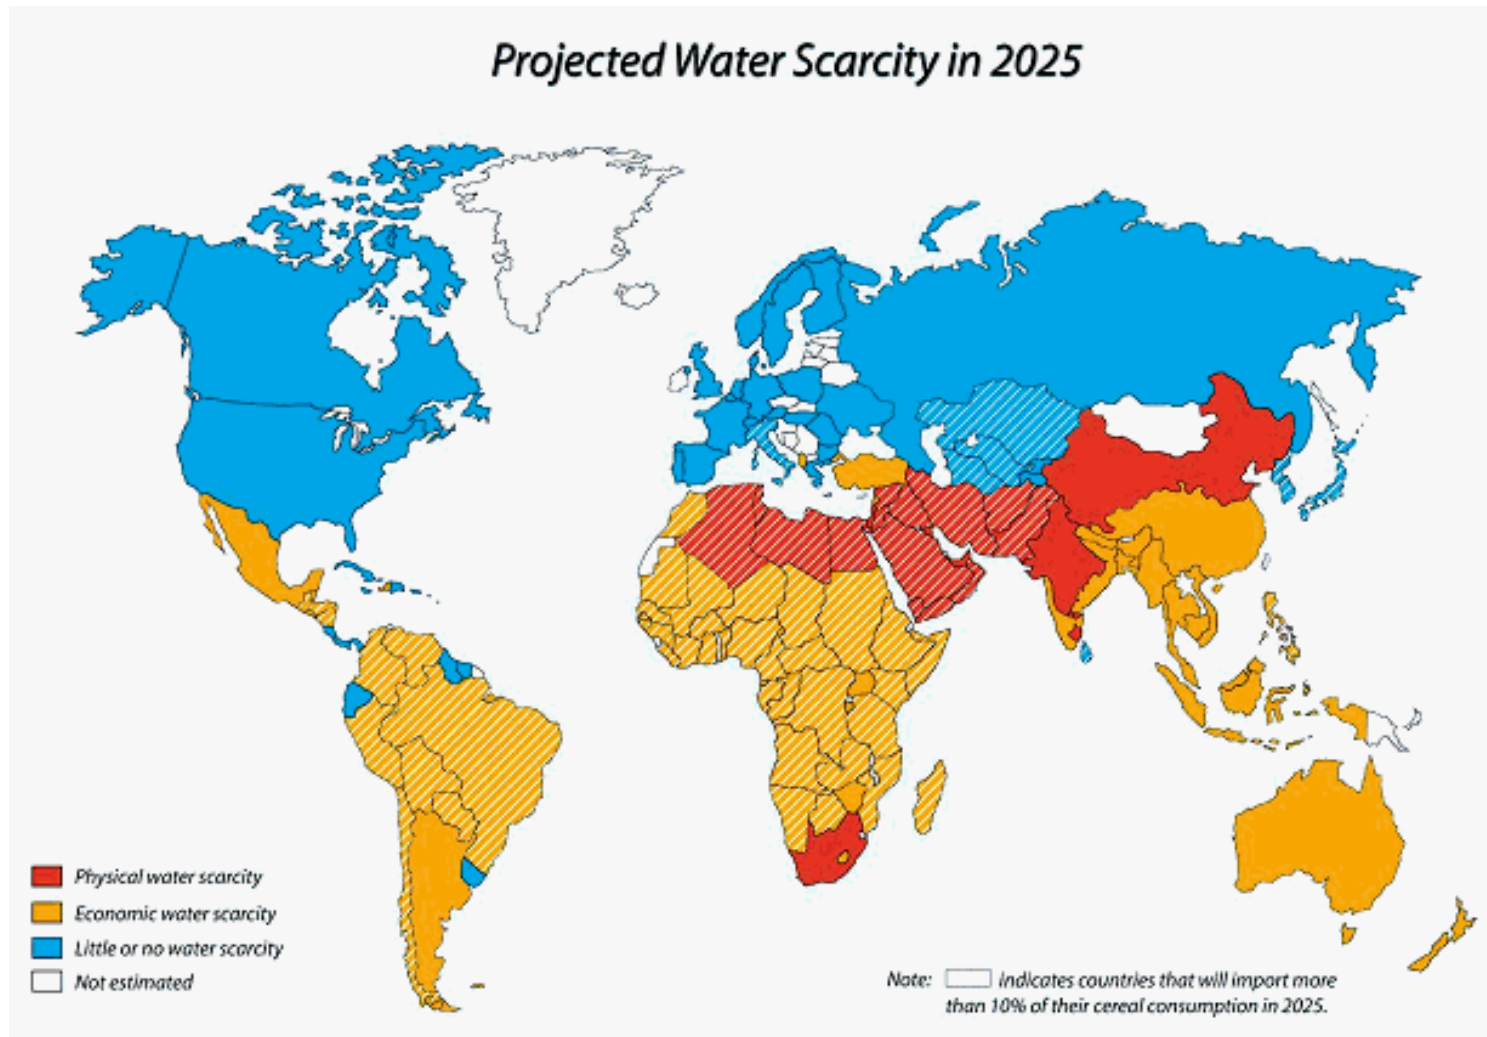 Projected Water Scarcity in 2025
Physical water scarcity
Economic water scarcity
Little or no water scarcity
Not estimated
Note: indicates countries that will import more
than 10% of their cereal consumption in 2025.